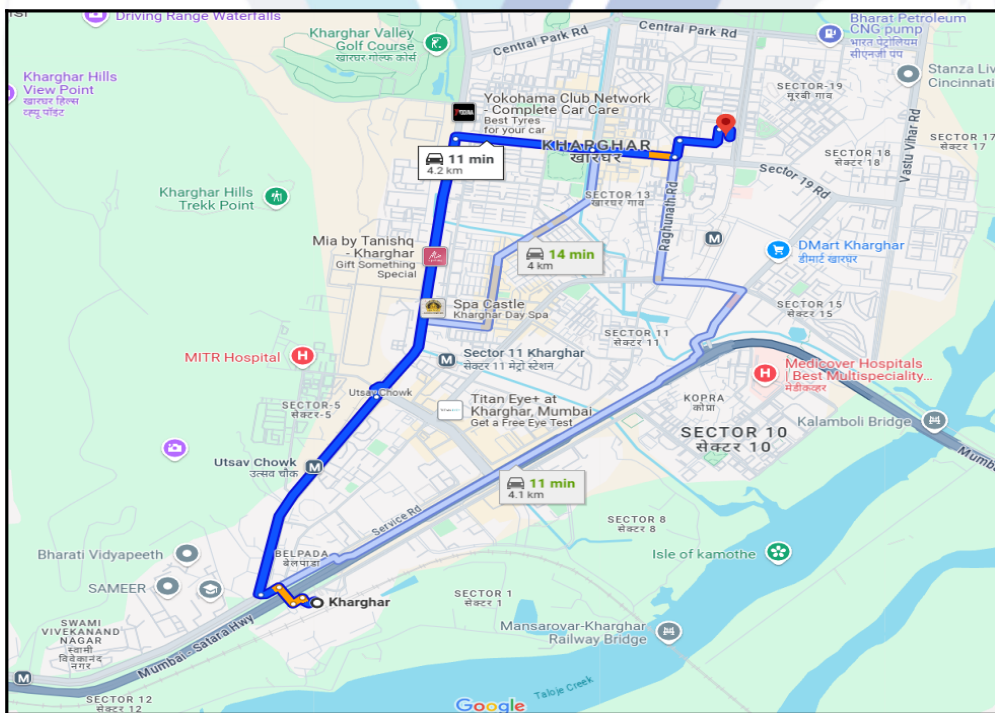 Driving Range Waterfalls
Kharghar Valley
Golf Course
खारघर-गोल्फ कोर्स
Central Park Rd
Central Park Rd
Bharat Petroleum
CNG pump
भारत पेट्रोलियम
सीएनजी पंप
Kharghar Hills
View Point
खारघर हिल्स
व्ह्यू पॉइंट
Stanza Liv
Cincinnati
SECTOR-19
मूरबी गाव
Yokohama Club Network
- Complete Car Care
Best Tyres
for your car
KHARGHAR
खारघर
11 min
4.2 km
SECTOR 17
सेक्टर 17
SECTOR 18
सेक्टर 18
Vastu Vihar Rd
Sector 19 Rd
SECTOR 13
खारघर गाव
Raghunath Rd
Kharghar Hills
Trekk Point
Mia by Tanishq
- Kharghar
Gift Something
Special
14 min
4 km
DMart Kharghar
डीमार्ट खारघर
Spa Castle
Kharghar Day Spa
SECTOR 15
सेक्टर 15
SECTOR 11
सेक्टर 11
MITR Hospital
Sector 11 Kharghar
सेक्टर 11 मेट्रो स्टेशन
Medicover Hospitals
| Best Multispeciality...
मेडीकव्हर
Utsav Chowk
SECTOR-5
सेक्टर-5
Titan Eye+ at
Kharghar, Mumbai
Get a Free Eye Test
KOPRA
कोप्रा
SECTOR 10
सेक्टर 10
Kalamboli Bridge
Mumba
Utsav Chowk
उत्सव चौक
11 min
4.1 km
Service Rd
SECTOR 8
सेक्टर 8
Bharati Vidyapeeth
BELPADA
बेलपाडा
Isle of kamothe
SAMEER
Kharghar
SECTOR 1
सेक्टर 1
SWAMI
VIVEKANAND
NAGAR
स्वामी
विवेकानंद
नगर
Mumbai - Satara Hwy
Mansarovar-Kharghar
Railway Bridge
SECTOR 12
सेक्टर 12
Taloje Creek
Google